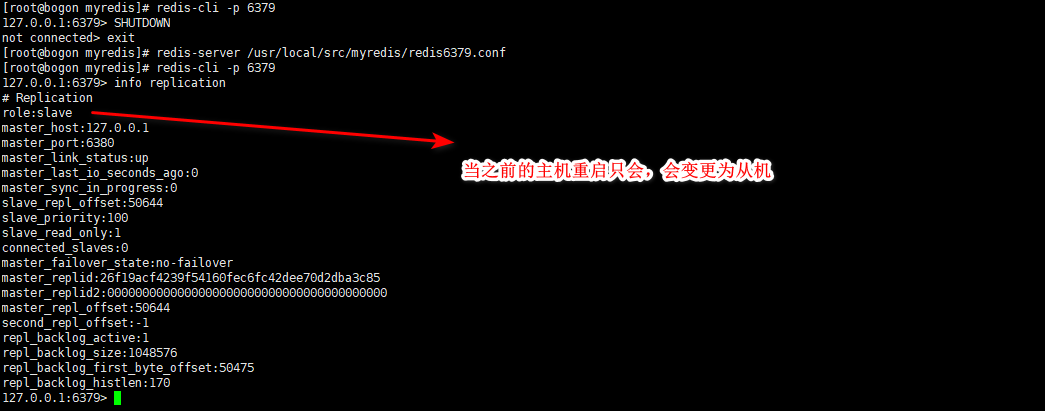 [root@bogon myredis]# redis-cli -p 6379
127.0.0.1:6379> SHUTDOWN
not connected> exit
[root@bogon myredis]# redis-server /usr/local/src/myredis/redis6379.conf
[root@bogon myredis]# redis-cli -p 6379
127.0.0.1:6379> info replication
# Replication
role:slave
master_host:127.0.0.1
master_port:6380
master_link_status:up
master_last_io_seconds_ago:0
master_sync_in_progress:0
slave_repl_offset:50644
slave_priority:100
slave_read_only:1
connected_slaves:0
master_failover_state:no-failover
master_replid:26f19acf4239f54160fec6fc42dee70d2dba3c85
master_replid2:0000000000000000000000000000000000000000
master_repl_offset:50644
second_repl_offset:-1
repl_backlog_active:1
repl_backlog_size:1048576
repl_backlog_first_byte_offset:50475
repl_backlog_histlen:170
127.0.0.1:6379>
当之前的主机重启只会，会变更为从机